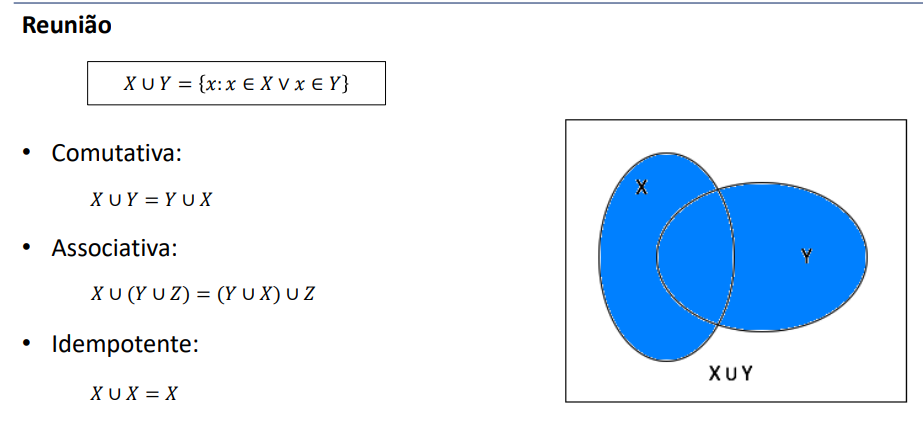 Reunião
X ∪ Y = {x: x ∈ X ∨ x ∈ Y}
• Comutativa:
X ∪ Y = Y ∪ X
• Associativa:
X ∪ (Y ∪ Z) = (Y ∪ X) ∪ Z
• Idempotente:
X ∪ X = X
X
Y
X ∪ Y